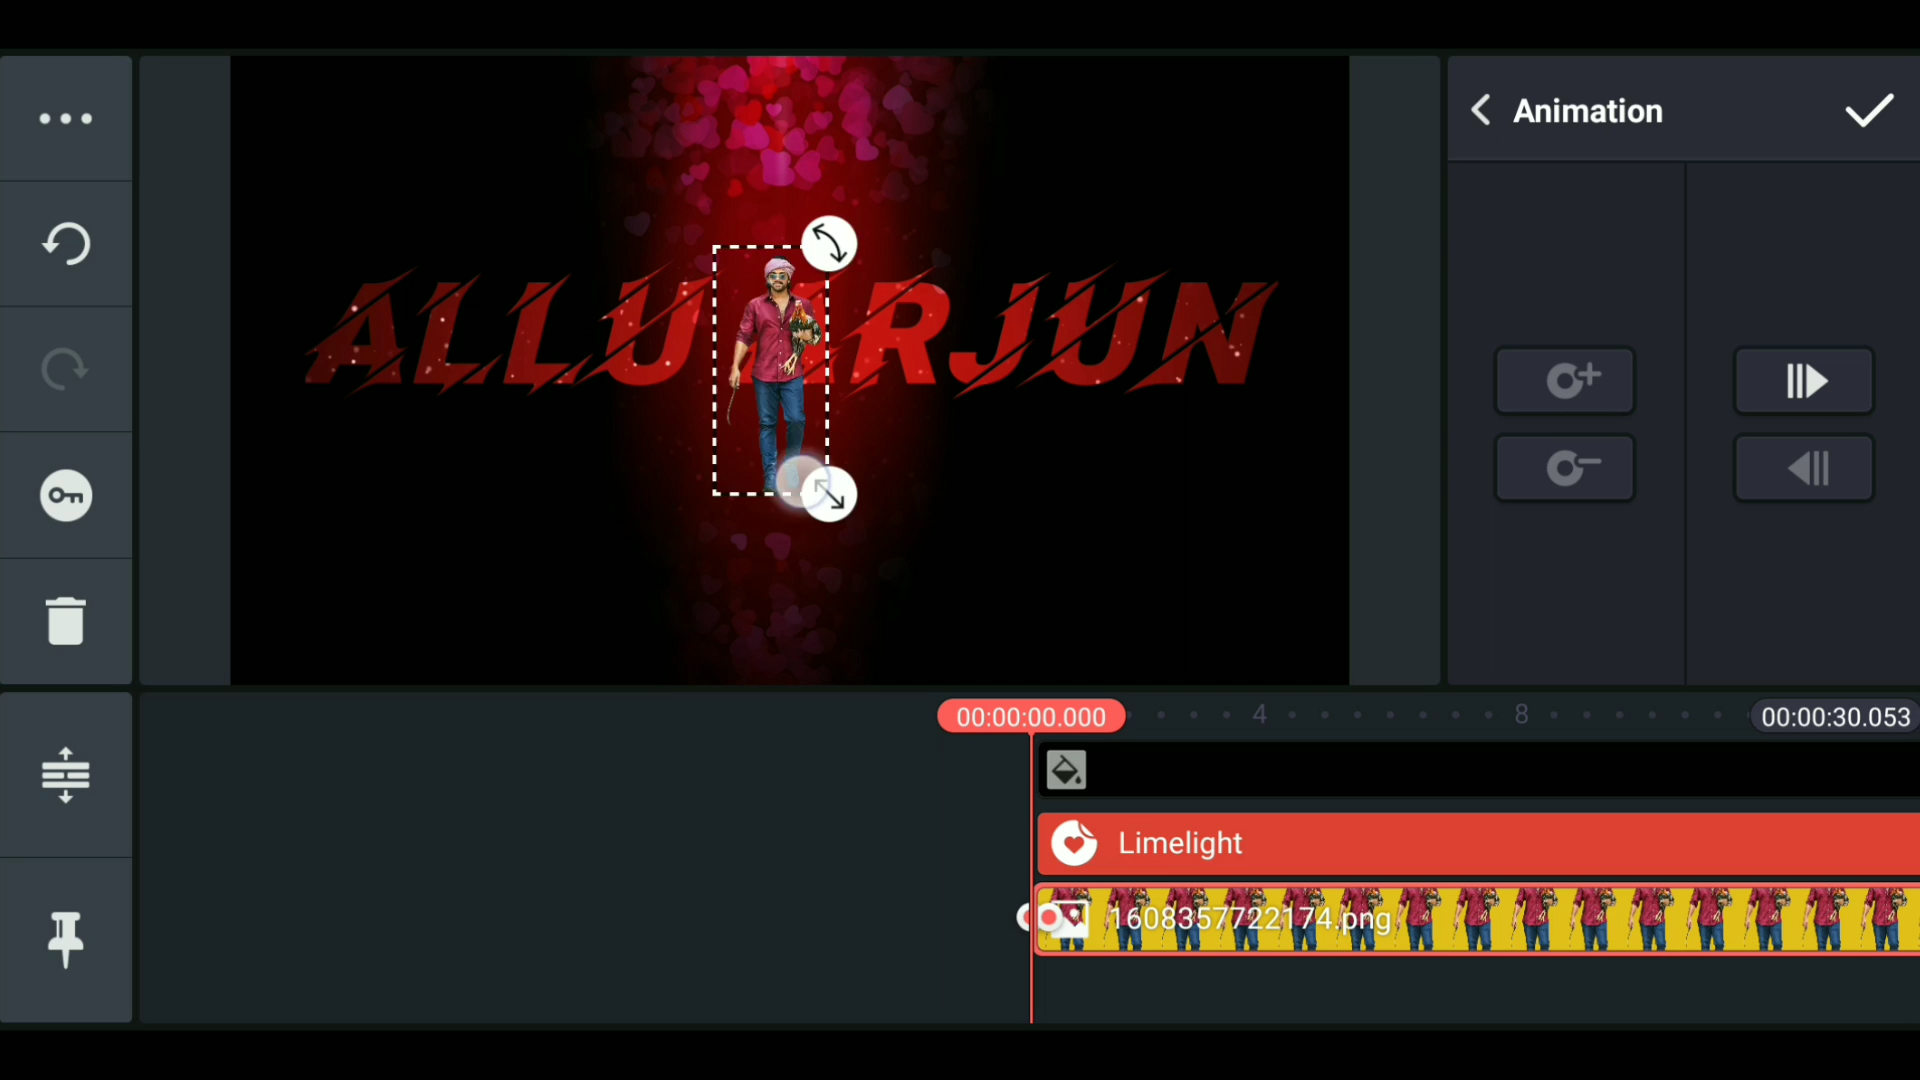 Animation
ALLU ARJUN
00:00:00.000
4
8
00:00:30.053
Limelight
1608357722174.png